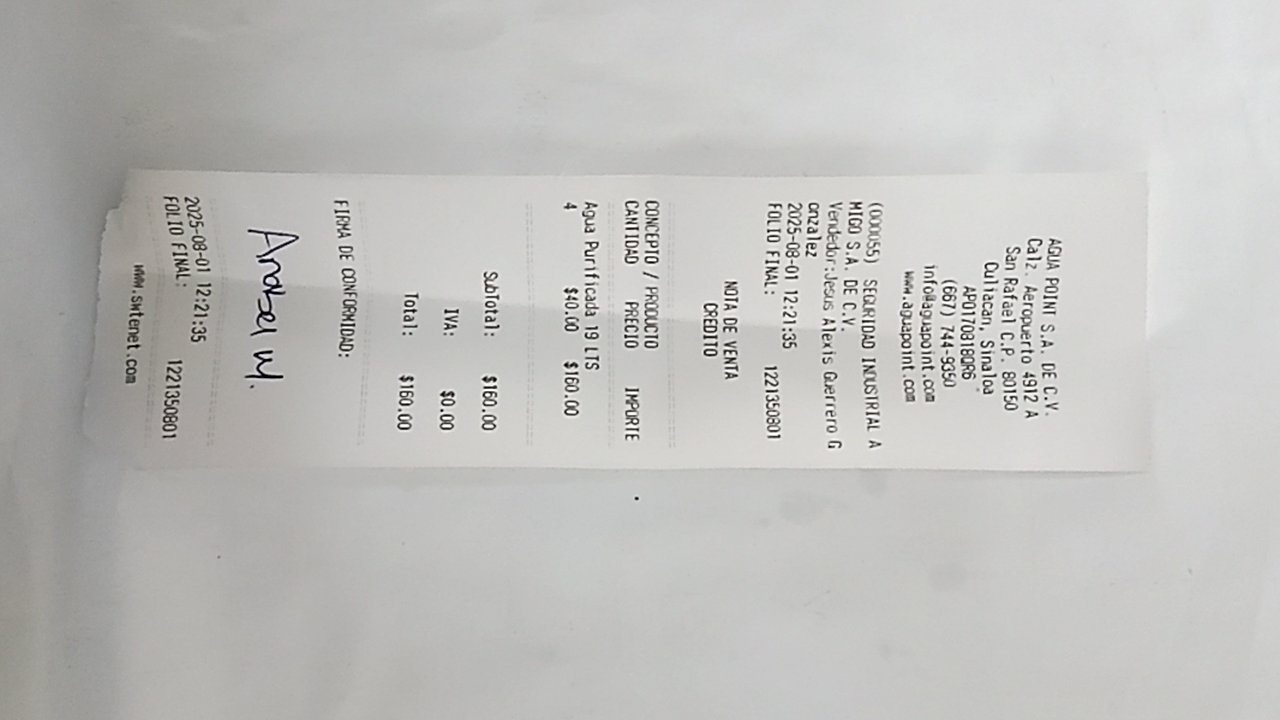 AGUA POINT S.A. DE C.V.
Calz. Aeropuerto 4912 A
San Rafael C.P. 80150
Culiacan, Sinaloa
APO170818QR6
(667) 744-9350
info@aguapoint.com
www.aguapoint.com
(000055) SEGURIDAD INDUSTRIAL A
MIGO S.A. DE C.V.
Vendedor:Jesus Alexis Guerrero G
onzalez
2025-08-01 12:21:35
FOLIO FINAL: 1221350801
NOTA DE VENTA
CREDITO
CONCEPTO / PRODUCTO
CANTIDAD PRECIO IMPORTE
Agua Purificada 19 LTS
4 $40.00 $160.00
SubTotal: $160.00
IVA: $0.00
Total: $160.00
FIRMA DE CONFORMIDAD:
Anabel M.
2025-08-01 12:21:35
FOLIO FINAL: 1221350801
www.swtenet.com